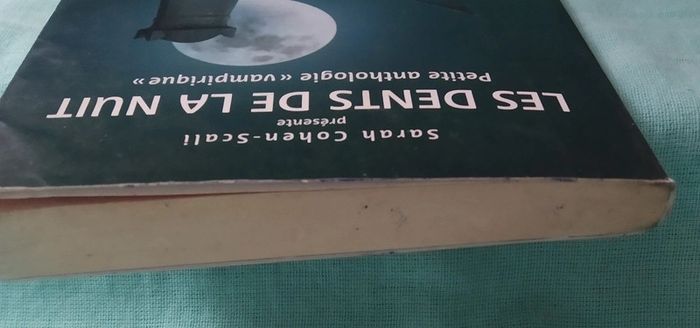 Sarah Cohen-Scali
présente
LES DENTS DE LA NUIT
Petite anthologie « vampirique »